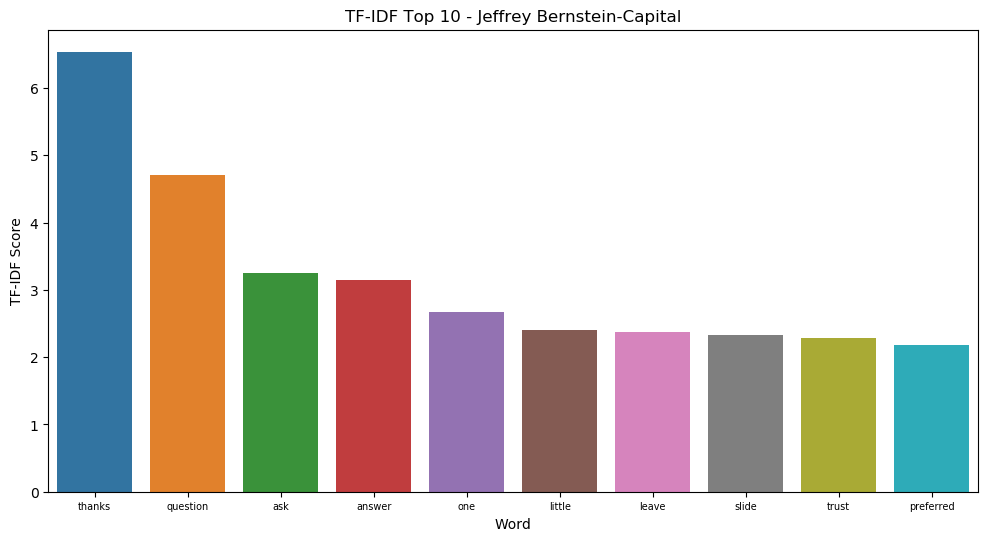 TF-IDF Top 10 - Jeffrey Bernstein-Capital
TF-IDF Score
6
5
4
3
2
1
0
thanks question ask answer one little leave slide trust preferred
Word